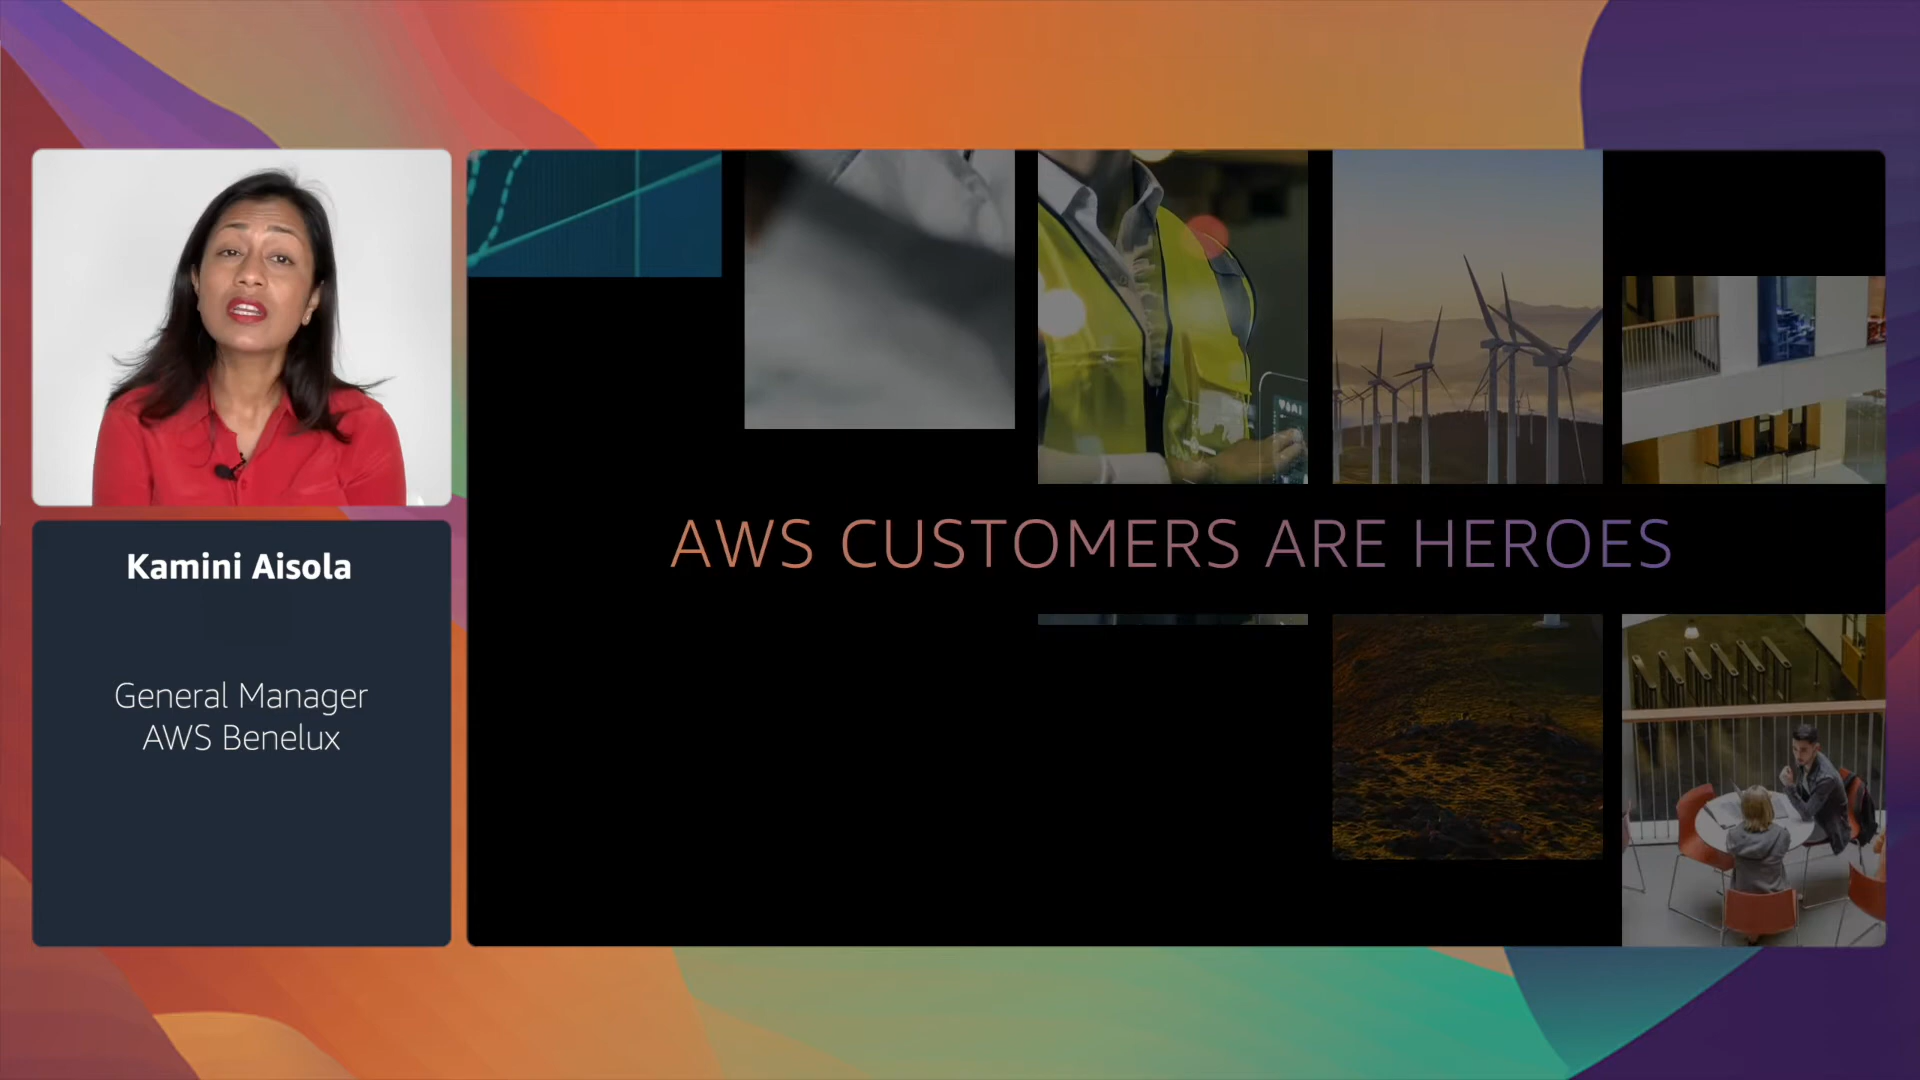 Kamini Aisola
General Manager
AWS Benelux
AWS CUSTOMERS ARE HEROES